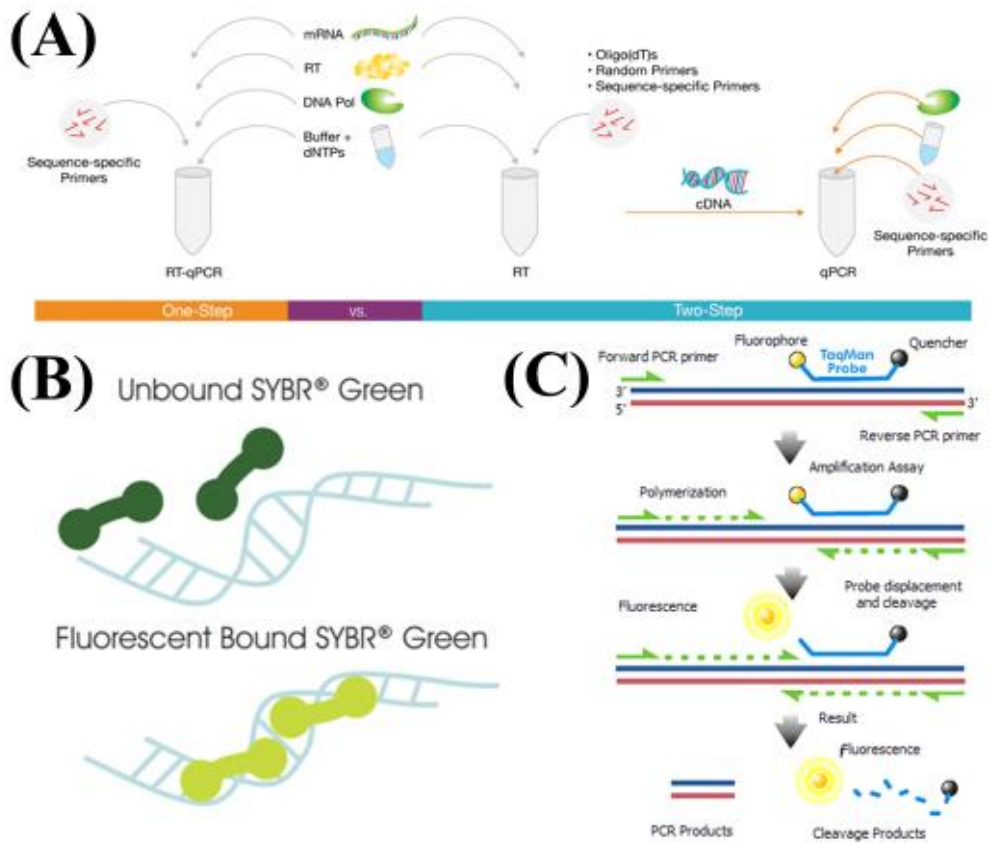 (A)
mRNA
RT
DNA Pol
Buffer +
dNTPs
Sequence-specific
Primers
RT-qPCR
• Oligo(dT)s
• Random Primers
• Sequence-specific Primers
RT
cDNA
Sequence-specific
Primers
qPCR
One-Step
vs.
Two-Step
(B)
Unbound SYBR® Green
Fluorescent Bound SYBR® Green
(C)
Fluorophore
TaqMan
Probe
Quencher
Forward PCR primer
3'
5'
3'
Reverse PCR primer
Amplification Assay
Polymerization
Probe displacement
and cleavage
Fluorescence
Result
fluorescence
PCR Products
Cleavage Products